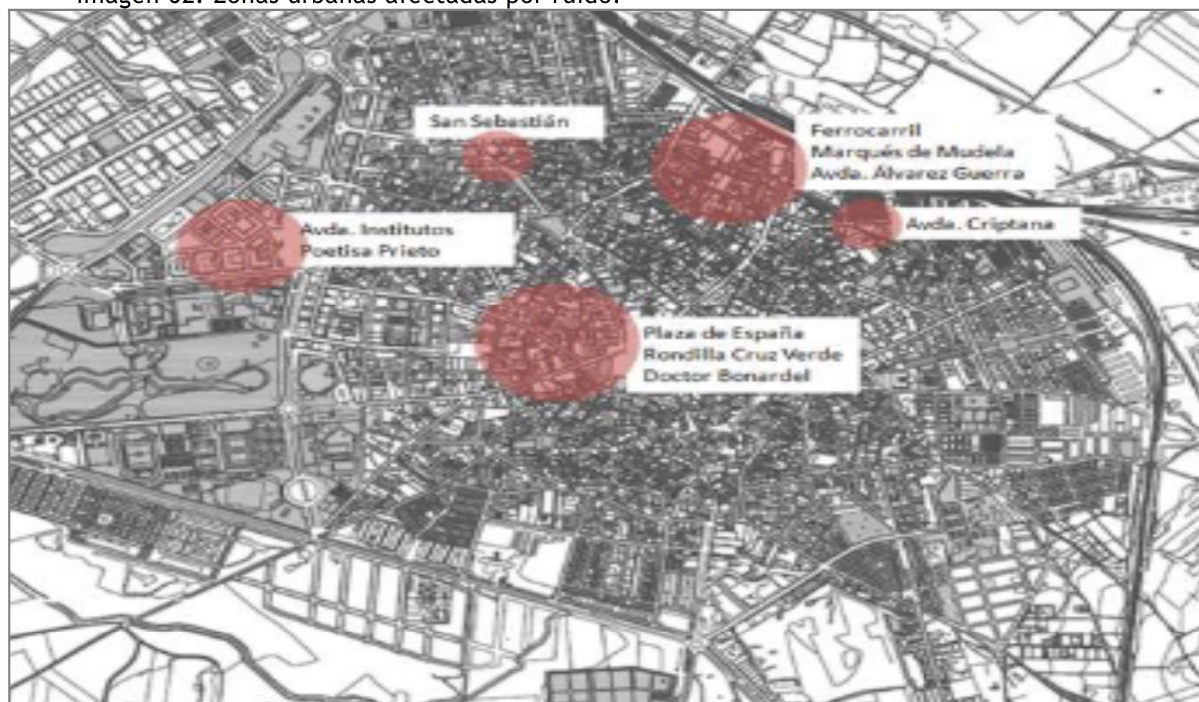 Imagen 02. Zonas urbanas afectadas por ruido.
San Sebastián
Ferrocarril
Marqués de Mudela
Avda. Álvarez Guerra
Avda. Institutos
Poetisa Prieto
Avda. Criptana
Plaza de España
Rondilla Cruz Verde
Doctor Bonardel